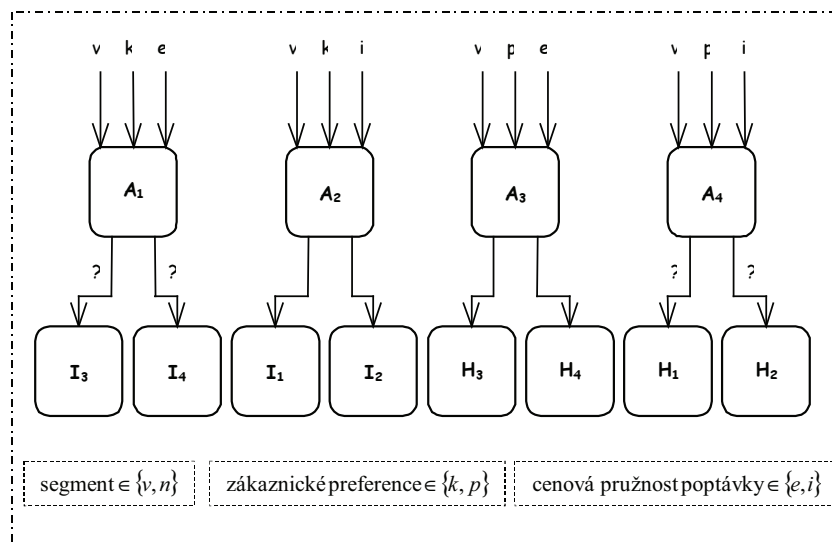 v k e v k i v p e v p i
A₁ A₂ A₃ A₄
? ? ? ?
I₃ I₄ I₁ I₂ H₃ H₄ H₁ H₂
segment ∈ {v, n} zákaznické preference ∈ {k, p} cenová pružnost poptávky ∈ {e, i}